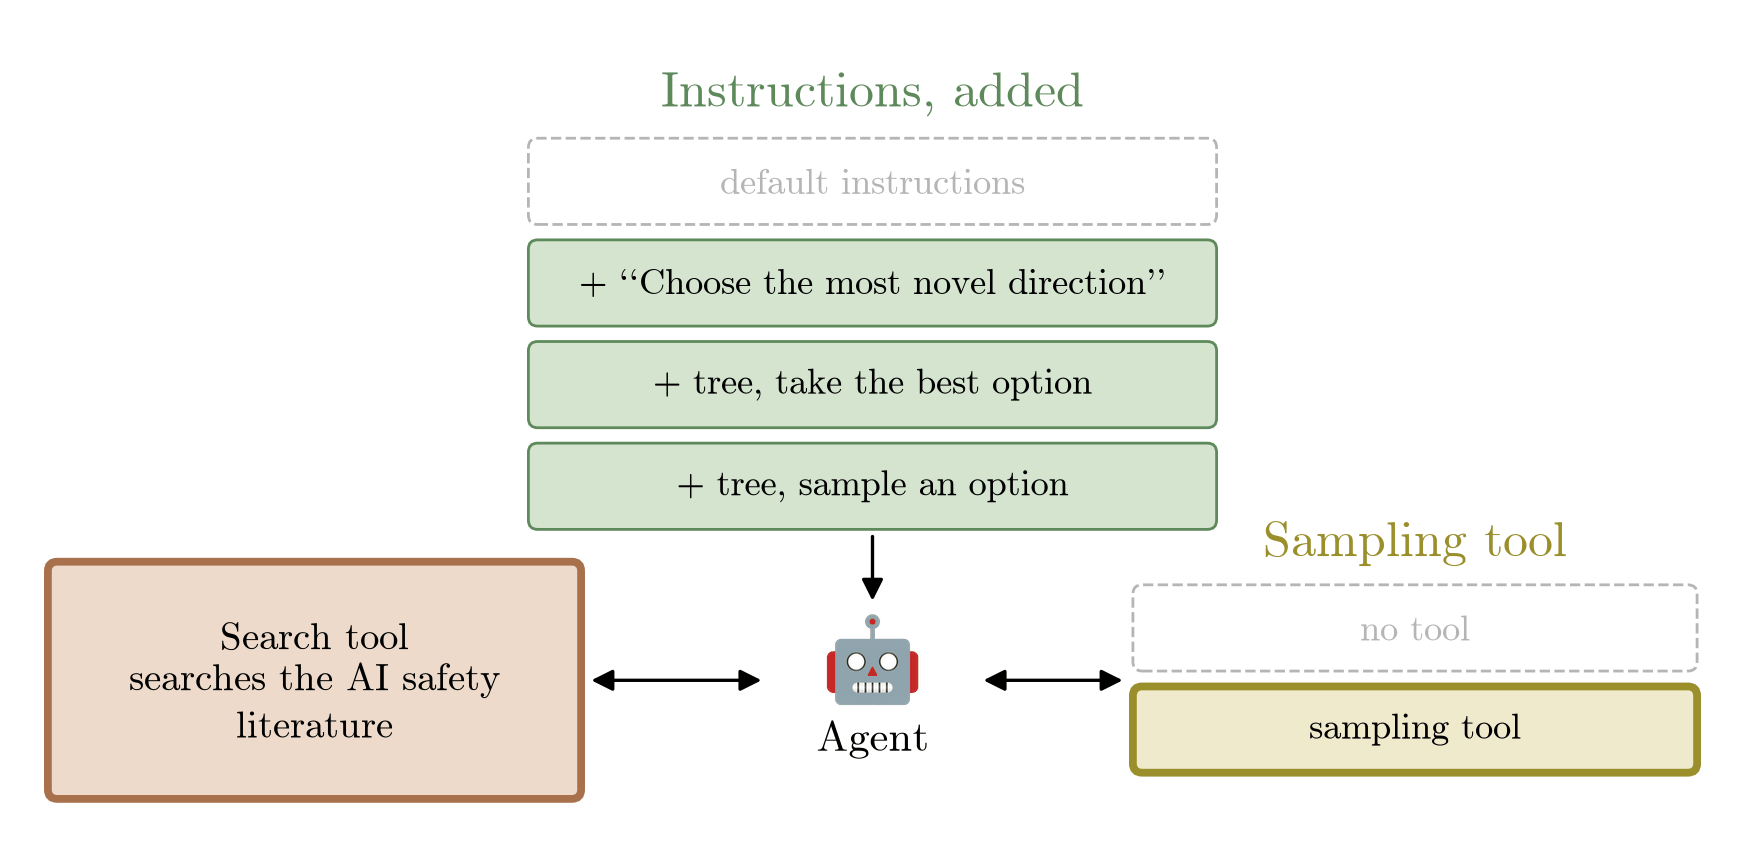 Instructions, added
default instructions
+ “Choose the most novel direction”
+ tree, take the best option
+ tree, sample an option
Search tool
searches the AI safety
literature
Agent
Sampling tool
no tool
sampling tool